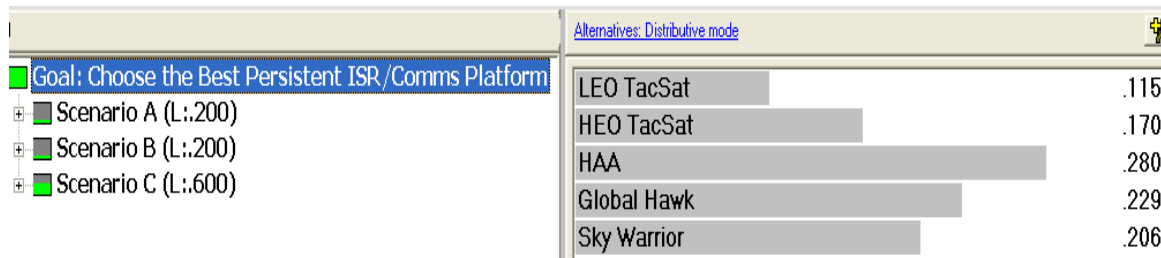 Alternatives: Distributive mode
Goal: Choose the Best Persistent ISR/Comms Platform
Scenario A (L:.200)
Scenario B (L:.200)
Scenario C (L:.600)
LEO TacSat .115
HEO TacSat .170
HAA .280
Global Hawk .229
Sky Warrior .206